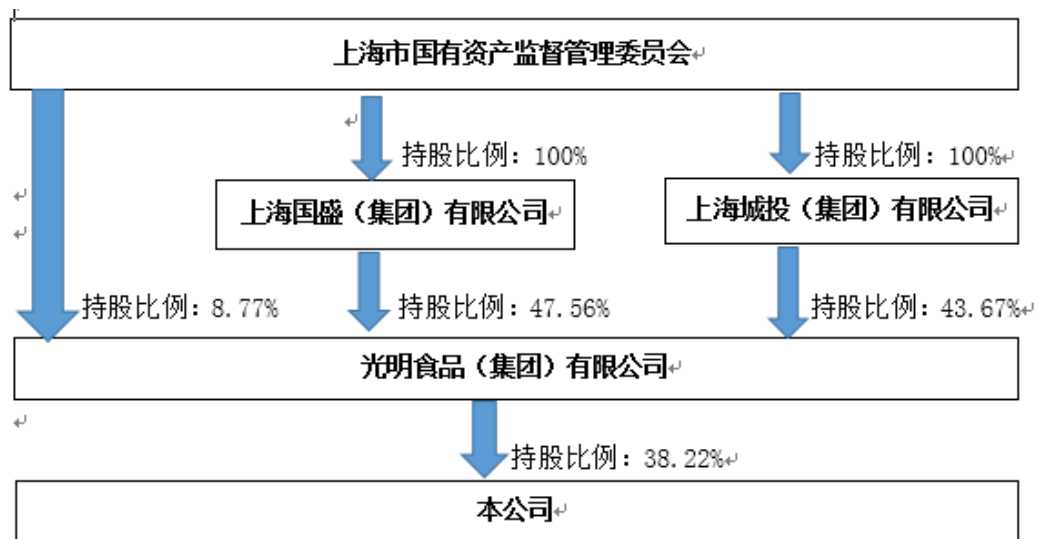 上海市国有资产监督管理委员会
持股比例：100%
持股比例：100%
上海国盛（集团）有限公司
上海城投（集团）有限公司
持股比例：8.77%
持股比例：47.56%
持股比例：43.67%
光明食品（集团）有限公司
持股比例：38.22%
本公司